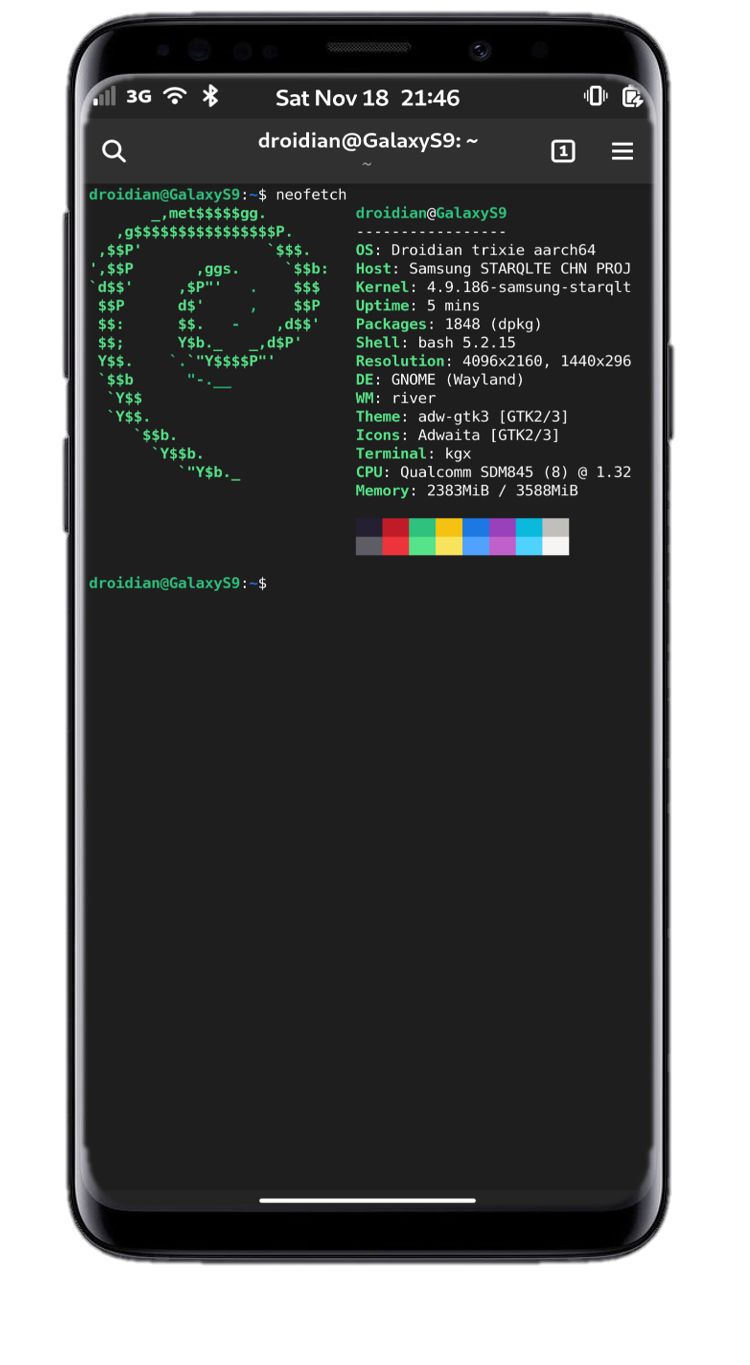 3G Sat Nov 18 21:46
droidian@GalaxyS9: ~
1
~
droidian@GalaxyS9:~$ neofetch
       _,met$$$$$gg.
    ,g$$$$$$$$$$$$$$$P.
  ,$$P'              `$$$.
',$$P       ,ggs.     `$$b:
`d$$'     ,$P"'   .    $$$
 $$P      d$'     ,    $$P
 $$:      $$.   -    ,d$$'
 $$;      Y$b._   _,d$P'
 Y$$.    `.`"Y$$$$P"'
 `$$b      "-.__
  `Y$$
  `Y$$.
     `$$b.
       `Y$$b.
          `"Y$b._
droidian@GalaxyS9
-----------------
OS: Droidian trixie aarch64
Host: Samsung STARQLTE CHN PROJ
Kernel: 4.9.186-samsung-starqlt
Uptime: 5 mins
Packages: 1848 (dpkg)
Shell: bash 5.2.15
Resolution: 4096x2160, 1440x296
DE: GNOME (Wayland)
WM: river
Theme: adw-gtk3 [GTK2/3]
Icons: Adwaita [GTK2/3]
Terminal: kgx
CPU: Qualcomm SDM845 (8) @ 1.32
Memory: 2383MiB / 3588MiB
droidian@GalaxyS9:~$